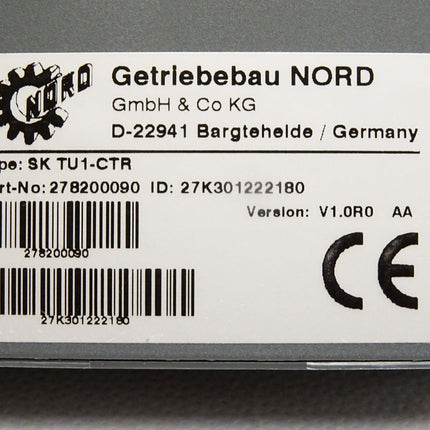 NORD
Getriebebau NORD
GmbH & Co KG
D-22941 Bargteheide / Germany
pe: SK TU1-CTR
rt-No: 278200090 ID: 27K301222180
Version: V1.0R0 AA
278200090
CE
27K301222180